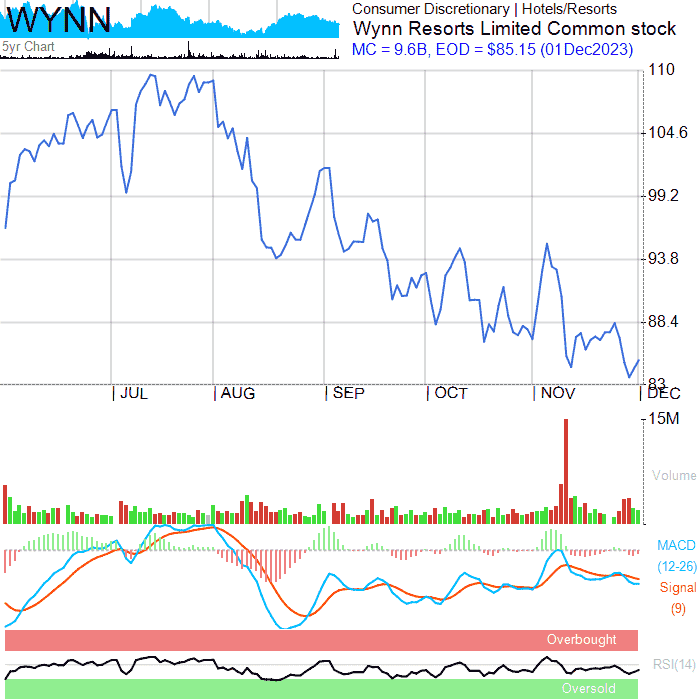 WYNN
5yr Chart
Consumer Discretionary | Hotels/Resorts
Wynn Resorts Limited Common stock
MC = 9.6B, EOD = $85.15 (01Dec2023)
110
104.6
99.2
93.8
88.4
83
JUL AUG SEP OCT NOV DEC
15M
Volume
MACD
(12-26)
Signal
(9)
Overbought
RSI(14)
Oversold